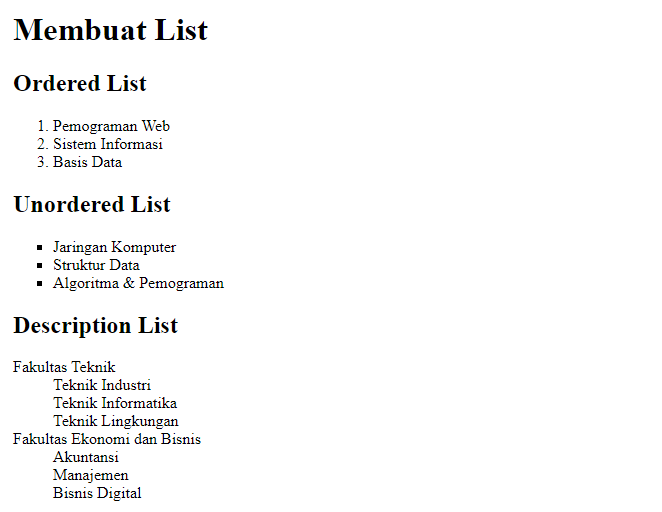 Membuat List
Ordered List
1. Pemograman Web
2. Sistem Informasi
3. Basis Data
Unordered List
▪ Jaringan Komputer
▪ Struktur Data
▪ Algoritma & Pemograman
Description List
Fakultas Teknik
Teknik Industri
Teknik Informatika
Teknik Lingkungan
Fakultas Ekonomi dan Bisnis
Akuntansi
Manajemen
Bisnis Digital